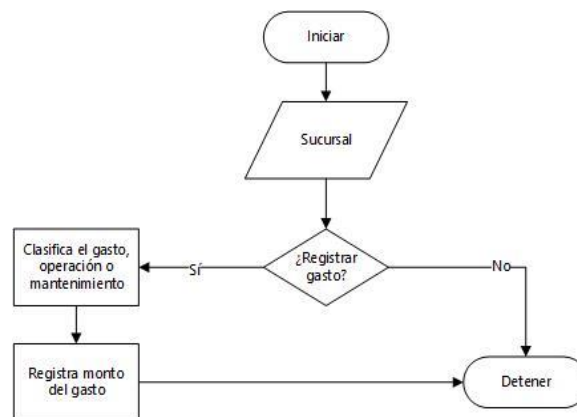 Iniciar
Sucursal
¿Registrar
gasto?
Sí
No
Clasifica el gasto,
operación o
mantenimiento
Registra monto
del gasto
Detener